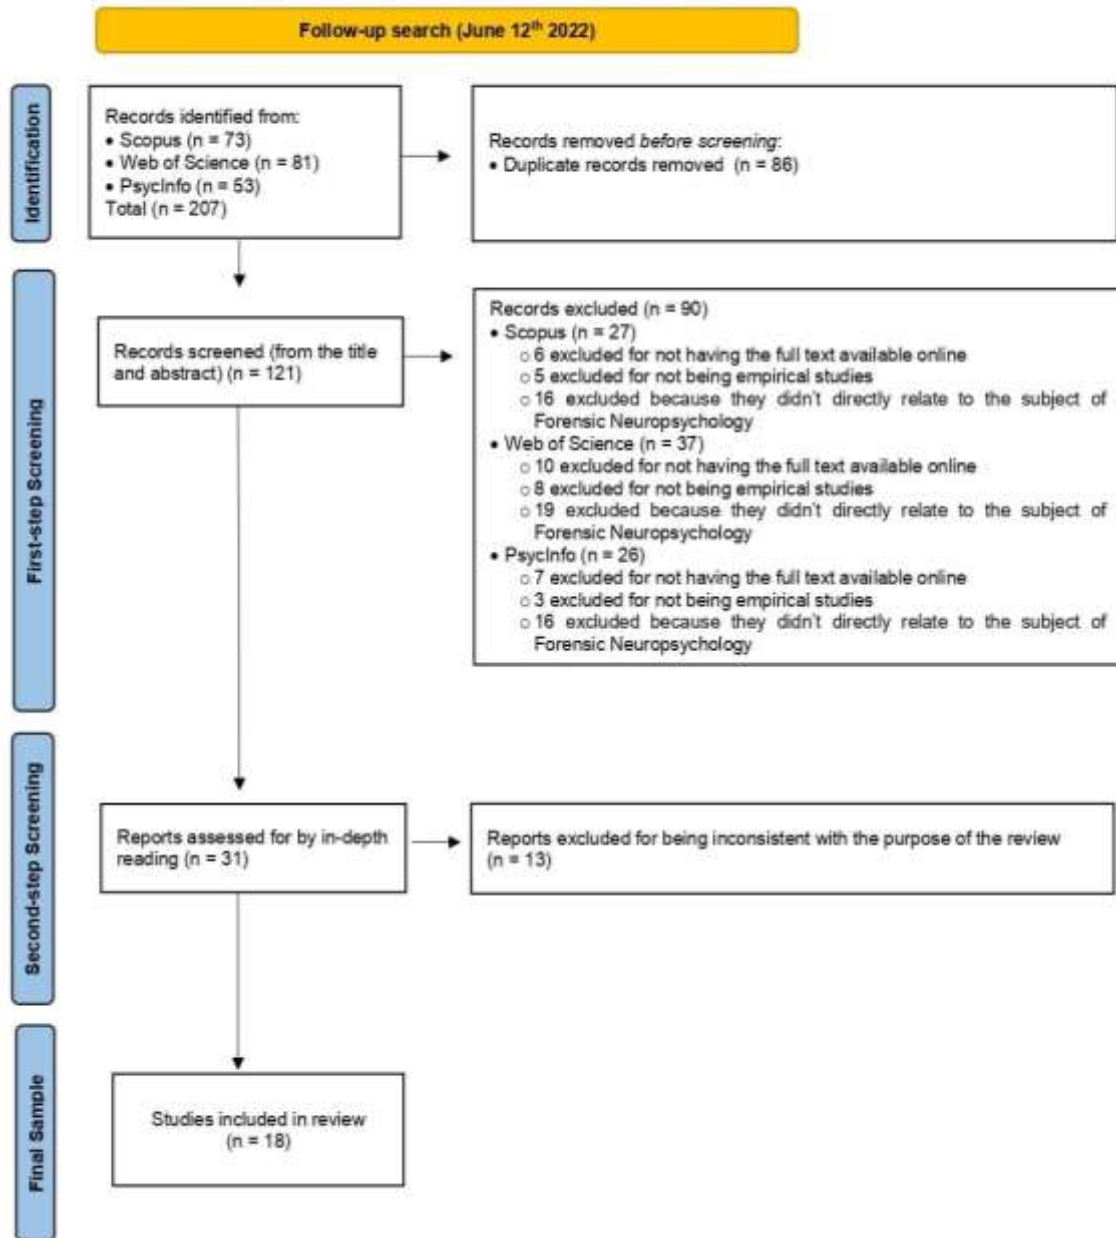 Follow-up search (June 12th 2022)
Identification
Records identified from:
• Scopus (n = 73)
• Web of Science (n = 81)
• PsycInfo (n = 53)
Total (n = 207)
Records removed before screening:
• Duplicate records removed (n = 86)
First-step Screening
Records screened (from the title
and abstract) (n = 121)
Records excluded (n = 90)
• Scopus (n = 27)
○ 6 excluded for not having the full text available online
○ 5 excluded for not being empirical studies
○ 16 excluded because they didn't directly relate to the subject of
Forensic Neuropsychology
• Web of Science (n = 37)
○ 10 excluded for not having the full text available online
○ 8 excluded for not being empirical studies
○ 19 excluded because they didn't directly relate to the subject of
Forensic Neuropsychology
• PsycInfo (n = 26)
○ 7 excluded for not having the full text available online
○ 3 excluded for not being empirical studies
○ 16 excluded because they didn't directly relate to the subject of
Forensic Neuropsychology
Second-step Screening
Reports assessed for by in-depth
reading (n = 31)
Reports excluded for being inconsistent with the purpose of the review
(n = 13)
Final Sample
Studies included in review
(n = 18)